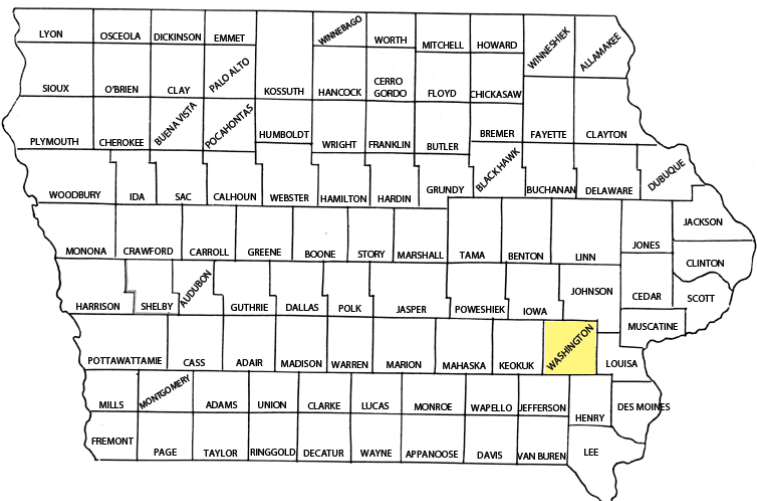 LYON
OSCEOLA
DICKINSON
EMMET
WINNEBAGO
WORTH
MITCHELL
HOWARD
WINNESHIEK
ALLAMAKEE
SIOUX
O'BRIEN
CLAY
PALO ALTO
KOSSUTH
HANCOCK
CERRO
GORDO
FLOYD
CHICKASAW
PLYMOUTH
CHEROKEE
BUENA VISTA
POCAHONTAS
HUMBOLDT
WRIGHT
FRANKLIN
BUTLER
BREMER
FAYETTE
CLAYTON
WOODBURY
IDA
SAC
CALHOUN
WEBSTER
HAMILTON
HARDIN
GRUNDY
BLACK HAWK
BUCHANAN
DELAWARE
DUBUQUE
MONONA
CRAWFORD
CARROLL
GREENE
BOONE
STORY
MARSHALL
TAMA
BENTON
LINN
JONES
JACKSON
CLINTON
HARRISON
SHELBY
AUDUBON
GUTHRIE
DALLAS
POLK
JASPER
POWESHIEK
IOWA
JOHNSON
CEDAR
SCOTT
MUSCATINE
POTTAWATTAMIE
CASS
ADAIR
MADISON
WARREN
MARION
MAHASKA
KEOKUK
WASHINGTON
LOUISA
MILLS
MONTGOMERY
ADAMS
UNION
CLARKE
LUCAS
MONROE
WAPELLO
JEFFERSON
HENRY
DES MOINES
FREMONT
PAGE
TAYLOR
RINGGOLD
DECATUR
WAYNE
APPANOOSE
DAVIS
VAN BUREN
LEE